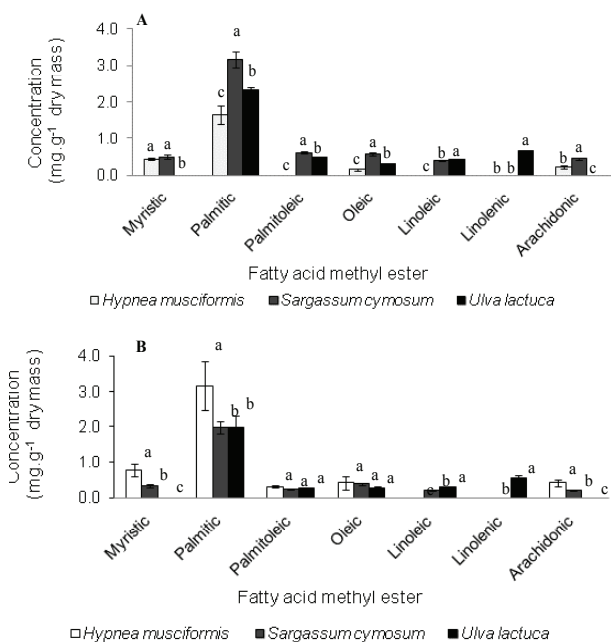 A
Concentration
(mg.g-1 dry mass)
4.0
3.0
2.0
1.0
0.0
a a b
c a b
c a b
c a b
c b a
b b a
b a c
Myristic Palmitic Palmitoleic Oleic Linoleic Linolenic Arachidonic
Fatty acid methyl ester
Hypnea musciformis Sargassum cymosum Ulva lactuca
B
Concentration
(mg.g-1 dry mass)
4.0
3.0
2.0
1.0
0.0
a b c
a b b
a a a
a a a
c b a
b a
a b c
Myristic Palmitic Palmitoleic Oleic Linoleic Linolenic Arachidonic
Fatty acid methyl ester
Hypnea musciformis Sargassum cymosum Ulva lactuca